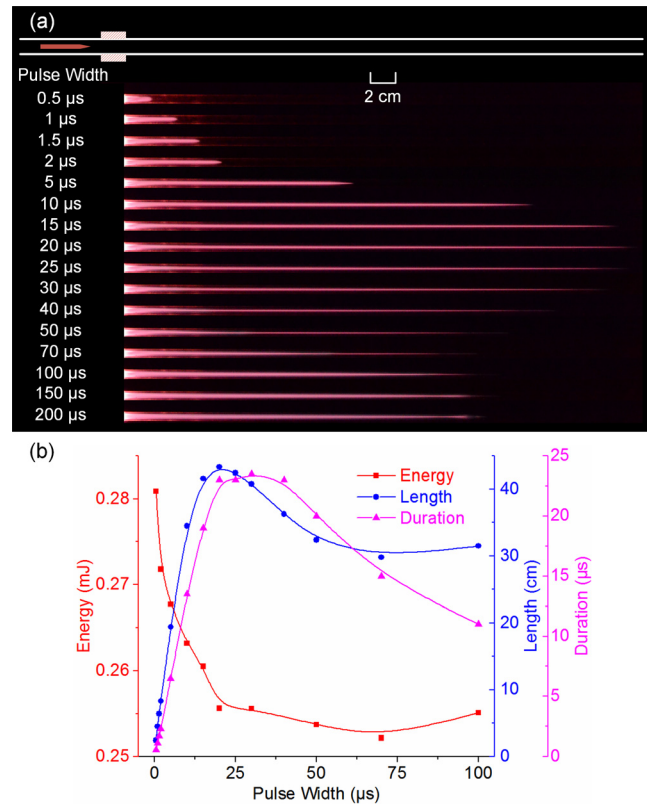 (a)
Pulse Width
2 cm
0.5 µs
1 µs
1.5 µs
2 µs
5 µs
10 µs
15 µs
20 µs
25 µs
30 µs
40 µs
50 µs
70 µs
100 µs
150 µs
200 µs
(b)
Energy
Length
Duration
0.28
0.27
0.26
0.25
Energy (mJ)
40
30
20
10
0
Length (cm)
25
20
15
10
5
0
Duration (µs)
0 25 50 75 100
Pulse Width (µs)